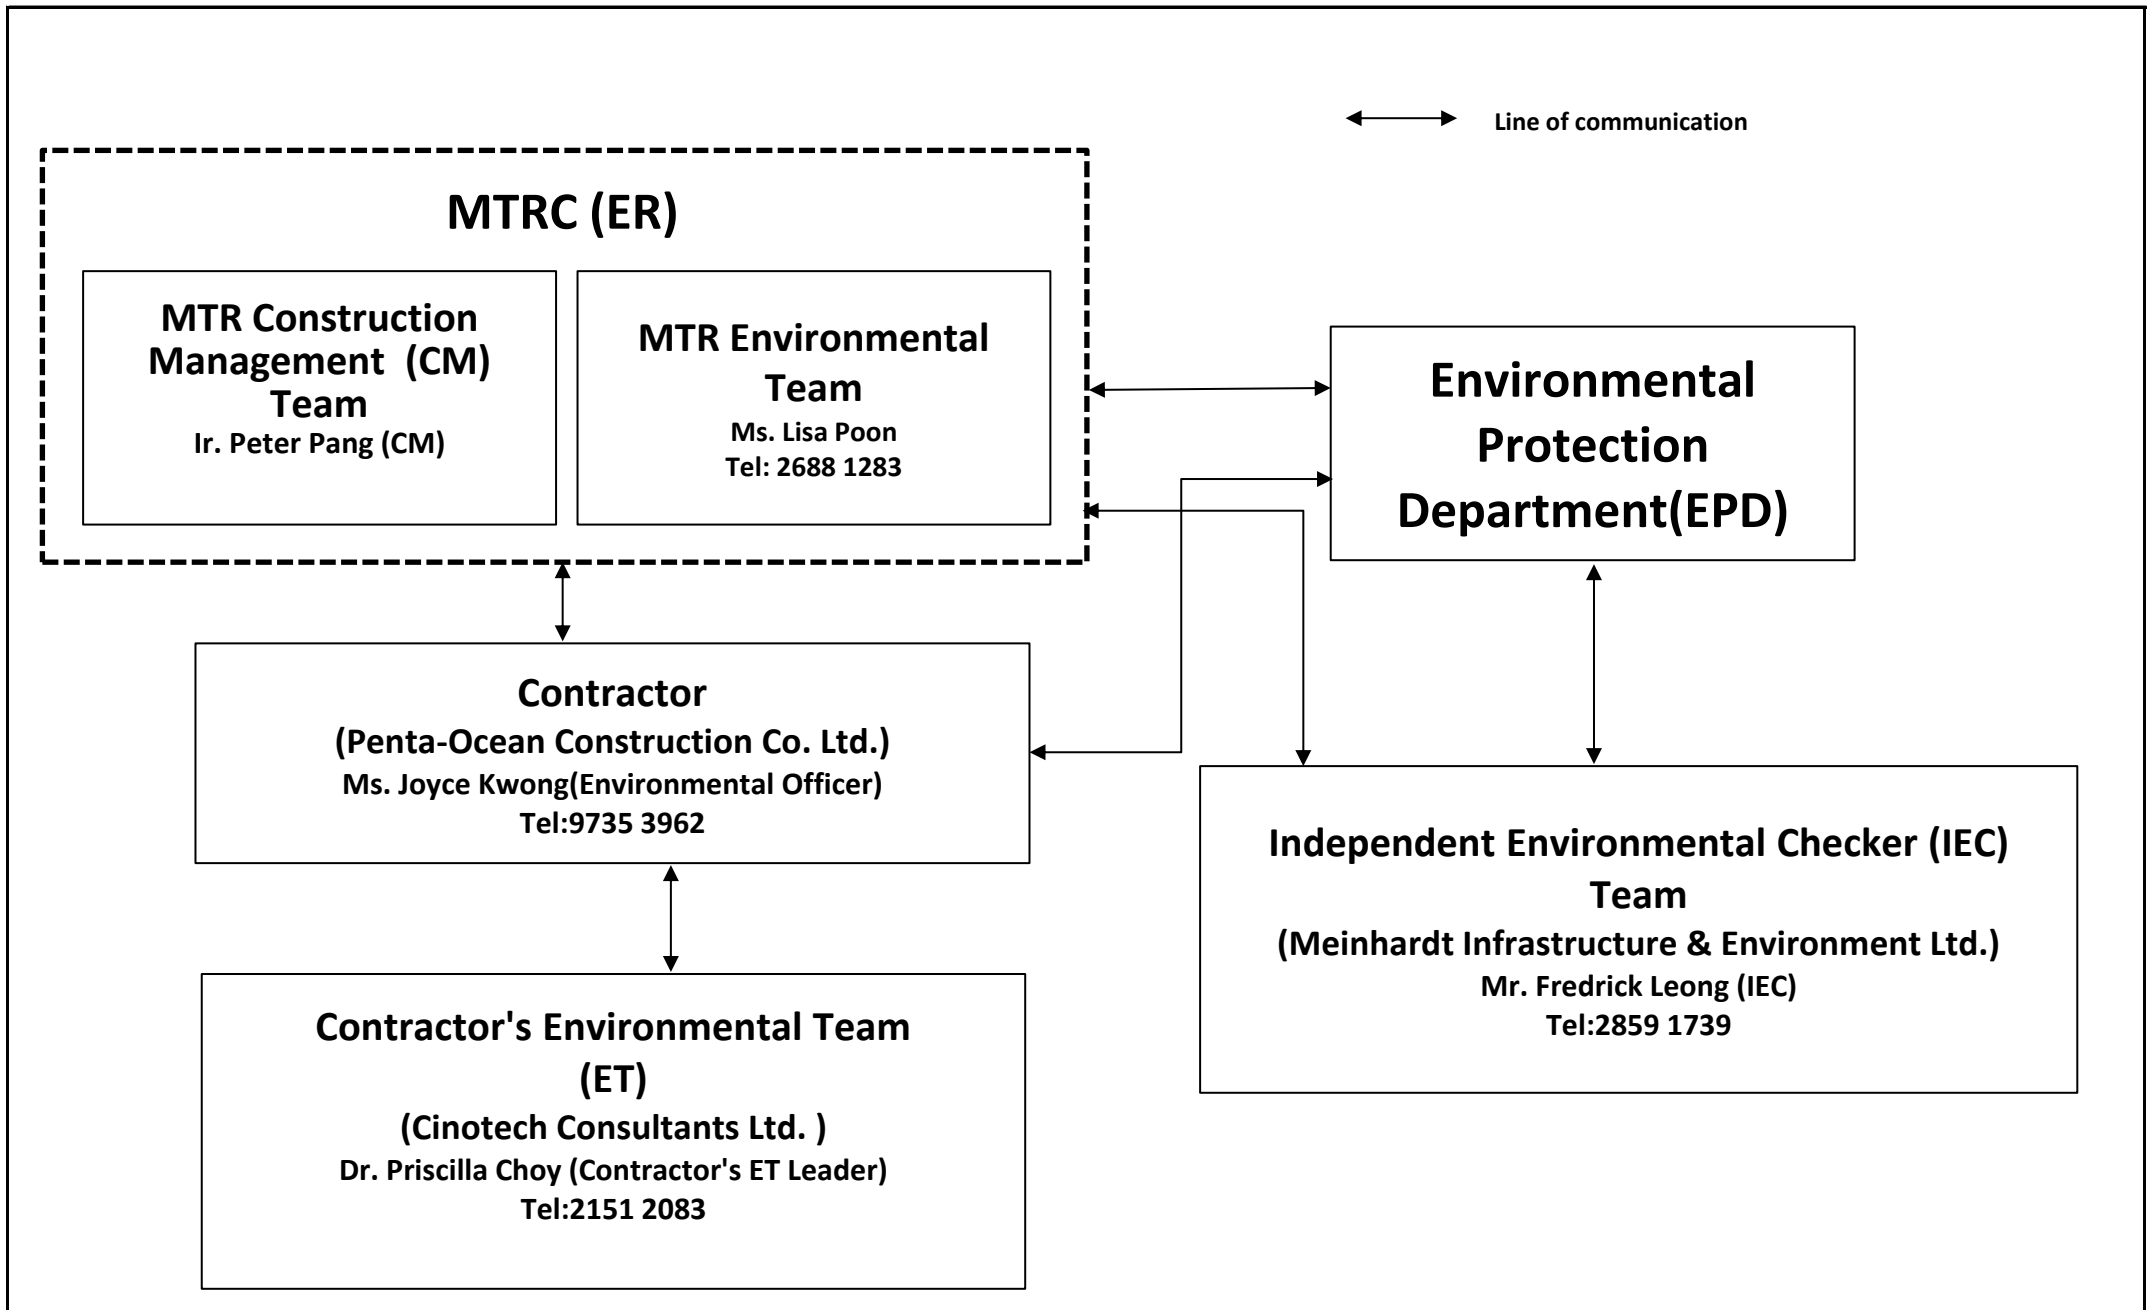 Line of communication
MTRC (ER)
MTR Construction
Management  (CM)
Team
Ir. Peter Pang (CM)
MTR Environmental
Team
Ms. Lisa Poon
Tel: 2688 1283
Environmental
Protection
Department(EPD)
Contractor
(Penta-Ocean Construction Co. Ltd.)
Ms. Joyce Kwong(Environmental Officer)
Tel:9735 3962
Independent Environmental Checker (IEC)
Team
(Meinhardt Infrastructure & Environment Ltd.)
Mr. Fredrick Leong (IEC)
Tel:2859 1739
Contractor's Environmental Team
(ET)
(Cinotech Consultants Ltd. )
Dr. Priscilla Choy (Contractor's ET Leader)
Tel:2151 2083